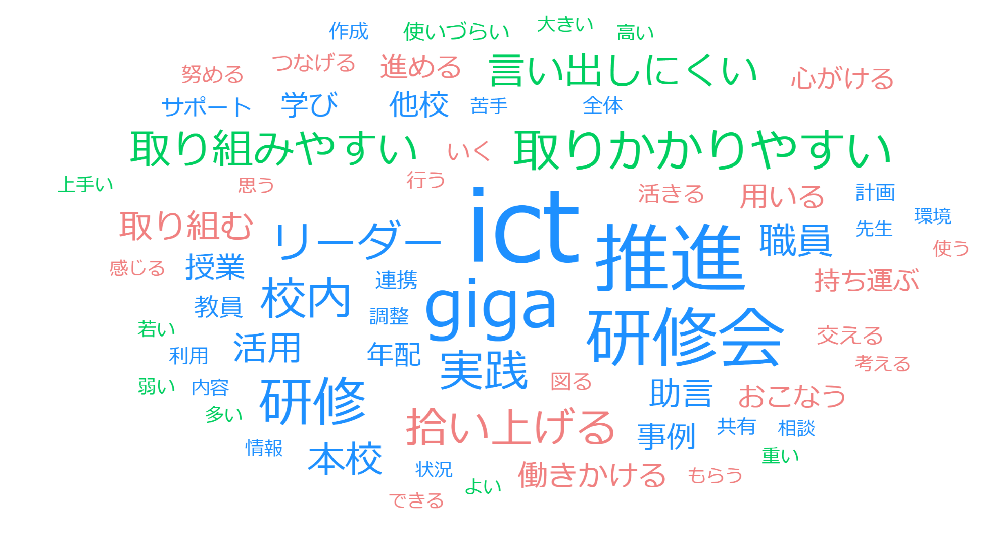 作成 使いづらい 大きい 高い
努める つなげる 進める 言い出しにくい 心がける
サポート 学び 他校 苦手 全体
取り組みやすい いく 取りかかりやすい
上手い 思う 行う 活きる 用いる 計画
取り組む リーダー ict 推進 職員 先生 環境
感じる 授業 校内 連携 持ち運ぶ 使う
教員 調整 giga 研修会
若い 利用 活用 年配 実践 交える
弱い 内容 研修 図る 助言 おこなう 考える
多い 拾い上げる 事例 共有 相談
情報 本校 状況 働きかける もらう 重い
できる よい